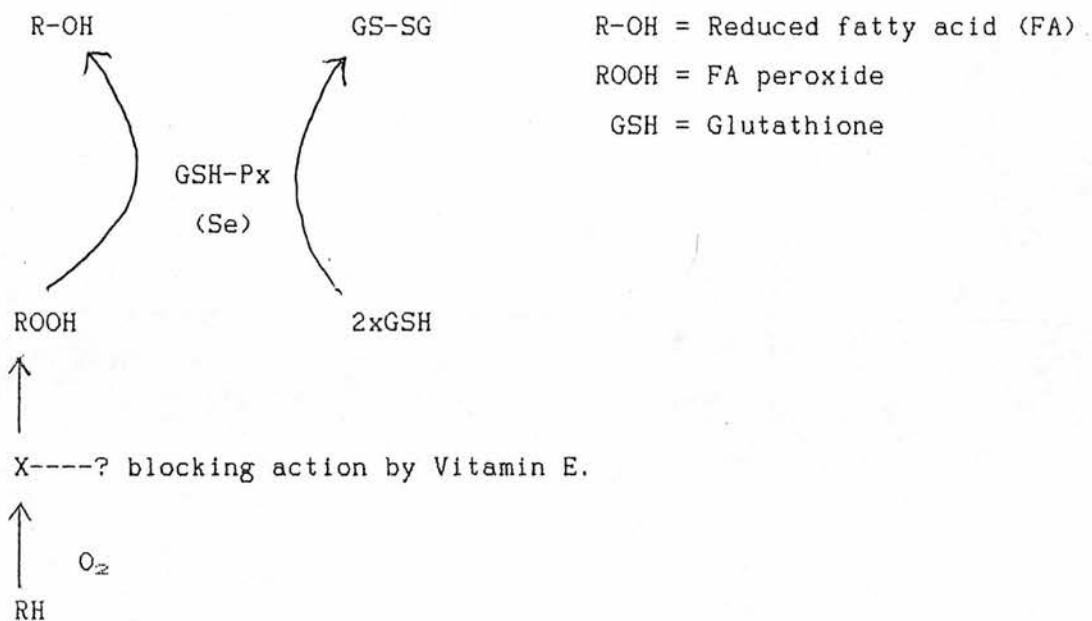 R-OH GS-SG R-OH = Reduced fatty acid (FA)
ROOH = FA peroxide
GSH = Glutathione
GSH-Px
(Se)
ROOH 2xGSH
X----? blocking action by Vitamin E.
O₂
RH